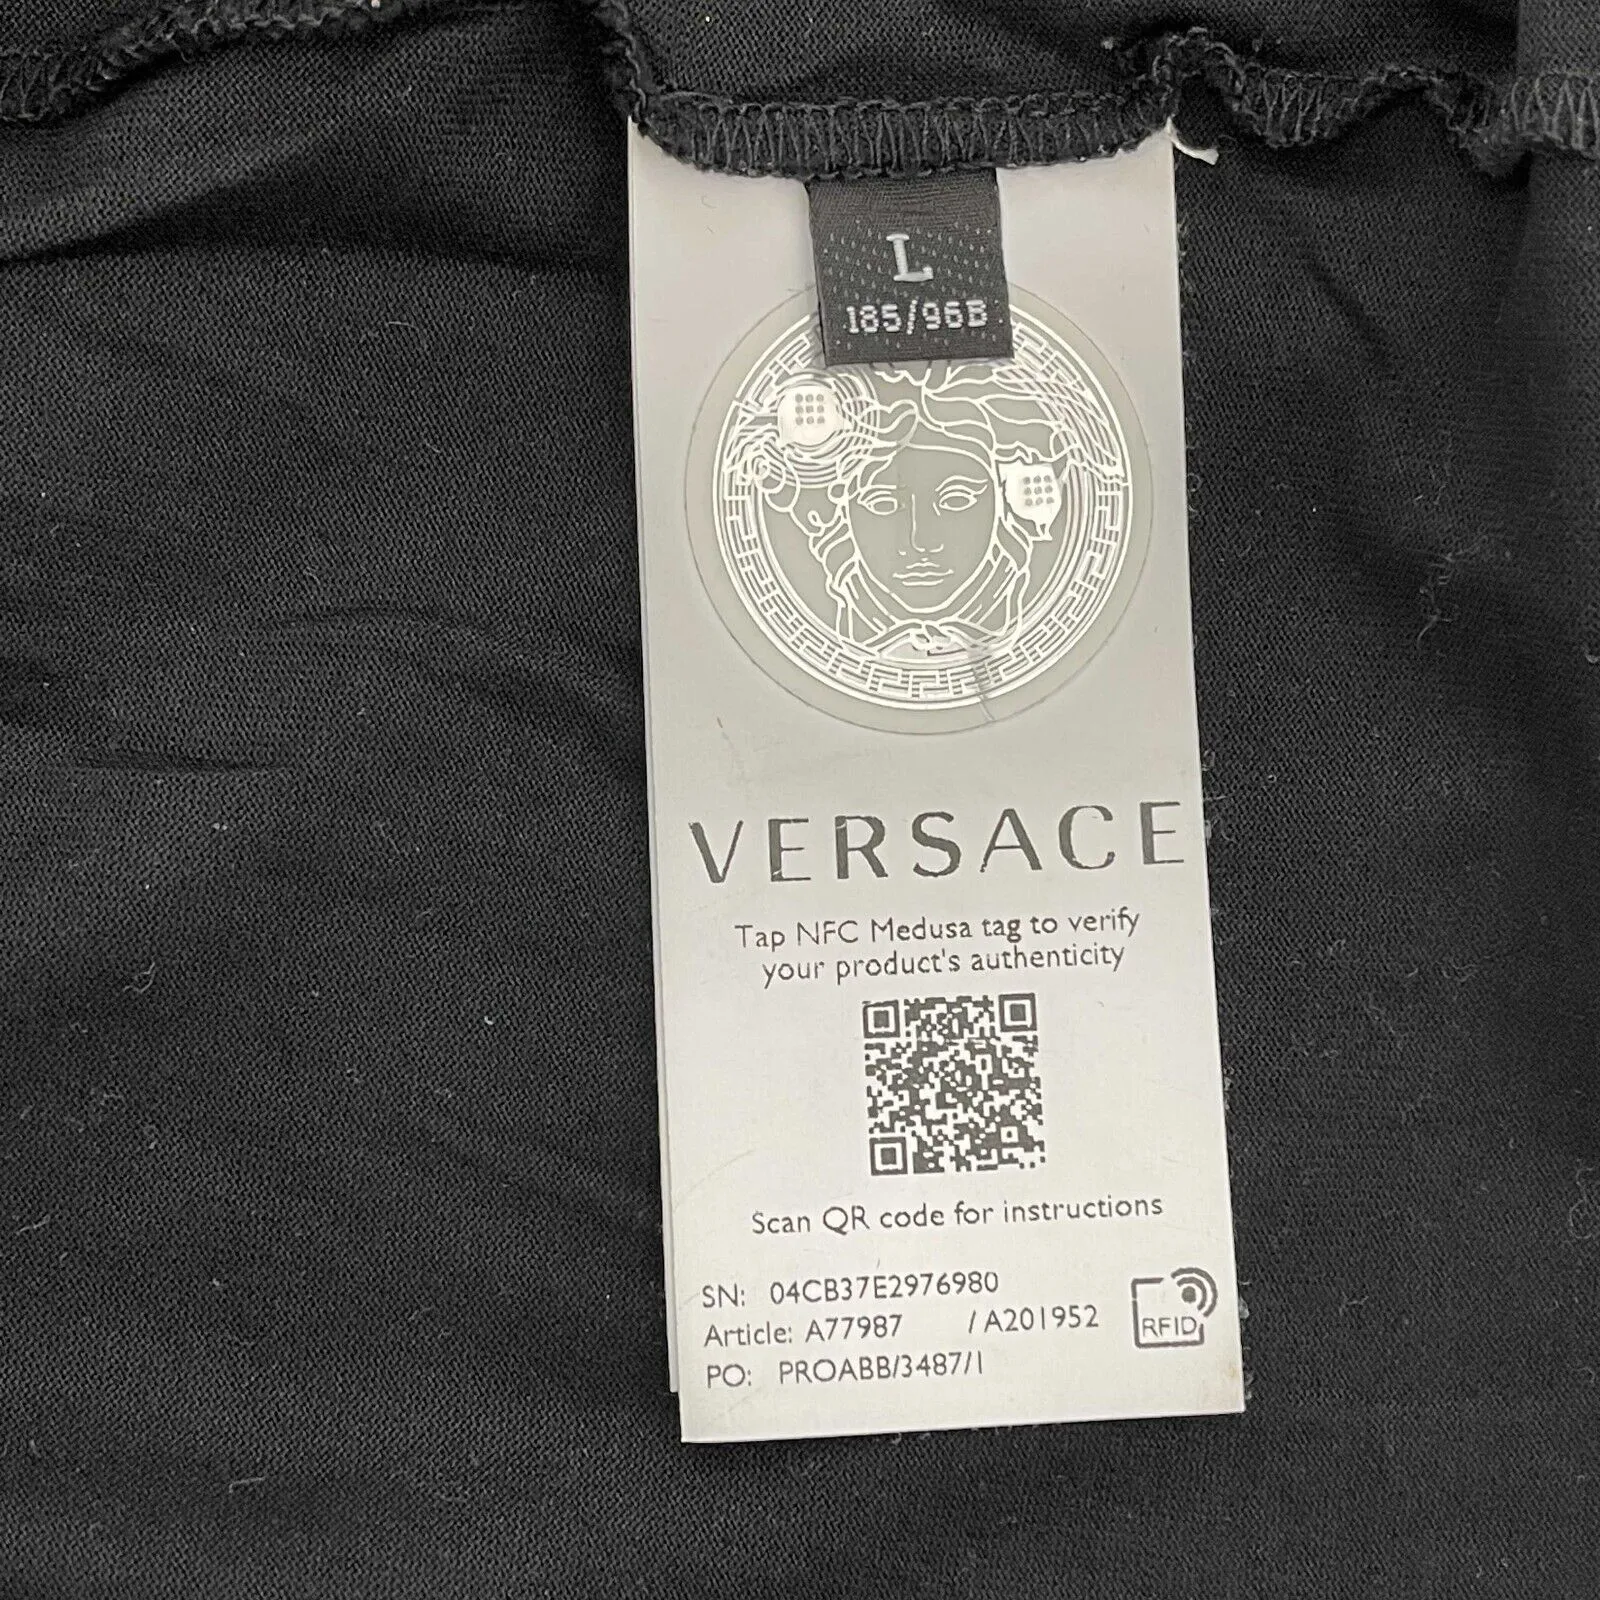 L
185/96B
VERSACE
Tap NFC Medusa tag to verify
your product's authenticity
Scan QR code for instructions
SN: 04CB37E2976980
Article: A77987 / A201952
PO: PROABB/3487/1
RFID